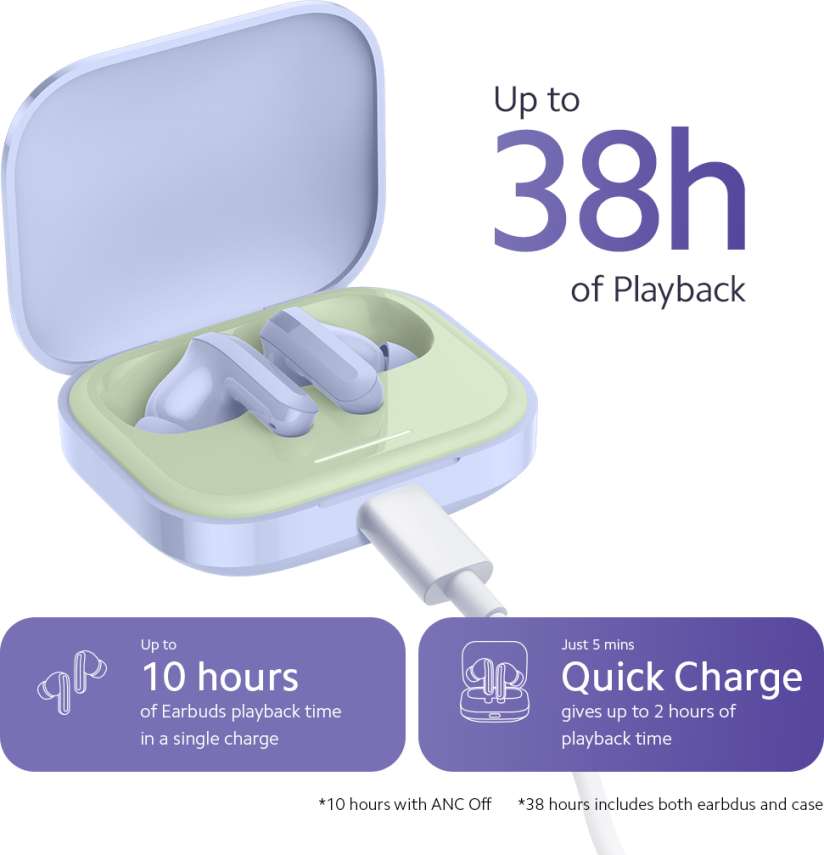 Up to
38h
of Playback
Up to
10 hours
of Earbuds playback time
in a single charge
Just 5 mins
Quick Charge
gives up to 2 hours of
playback time
*10 hours with ANC Off
*38 hours includes both earbdus and case